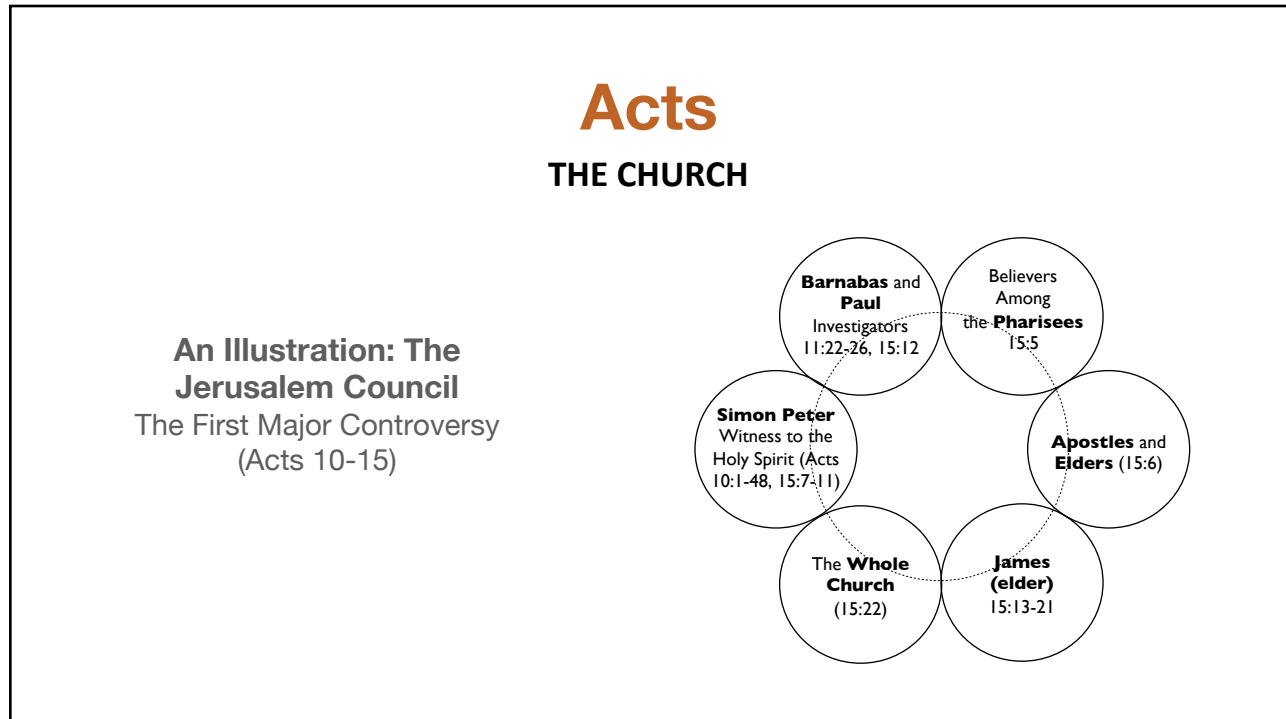 Acts
THE CHURCH
An Illustration: The
Jerusalem Council
The First Major Controversy
(Acts 10-15)
Barnabas and
Paul
Investigators
11:22-26, 15:12
Believers
Among
the Pharisees
15:5
Simon Peter
Witness to the
Holy Spirit (Acts
10:1-48, 15:7-11)
Apostles and
Elders (15:6)
The Whole
Church
(15:22)
James
(elder)
15:13-21